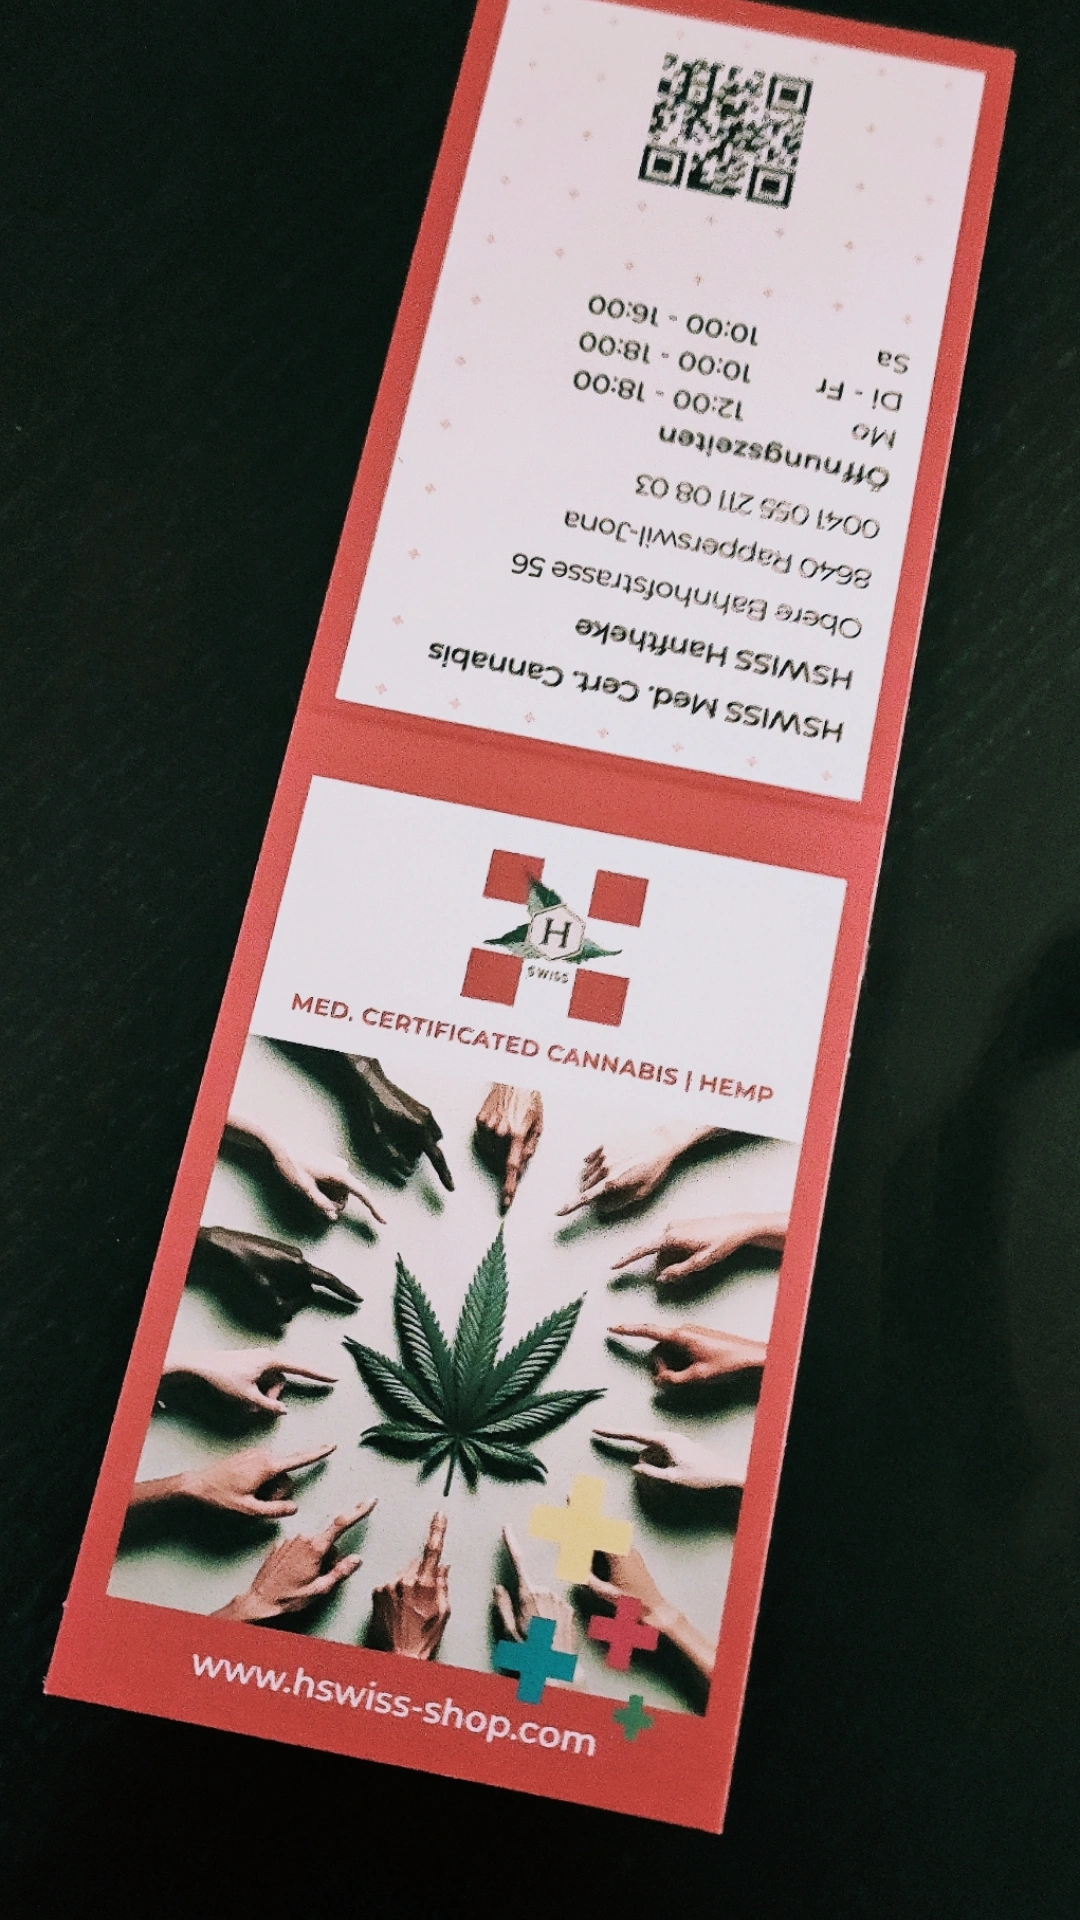 H
SWISS
MED. CERTIFICATED CANNABIS | HEMP
www.hswiss-shop.com
HSWISS Med. Cert. Cannabis
HSWISS Hanftheke
Obere Bahnhofstrasse 56
8640 Rapperswil-Jona
0041 055 211 08 03
Öffnungszeiten
Mo 12:00 - 18:00
Di - Fr 10:00 - 18:00
Sa 10:00 - 16:00